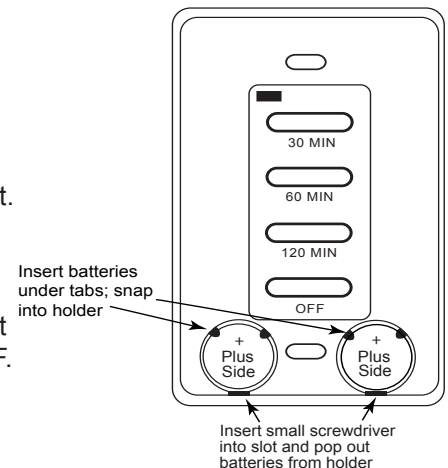 30 MIN
60 MIN
120 MIN
OFF
t.
Insert batteries
under tabs; snap
into holder
t
F.
+
Plus
Side
+
Plus
Side
Insert small screwdriver
into slot and pop out
batteries from holder